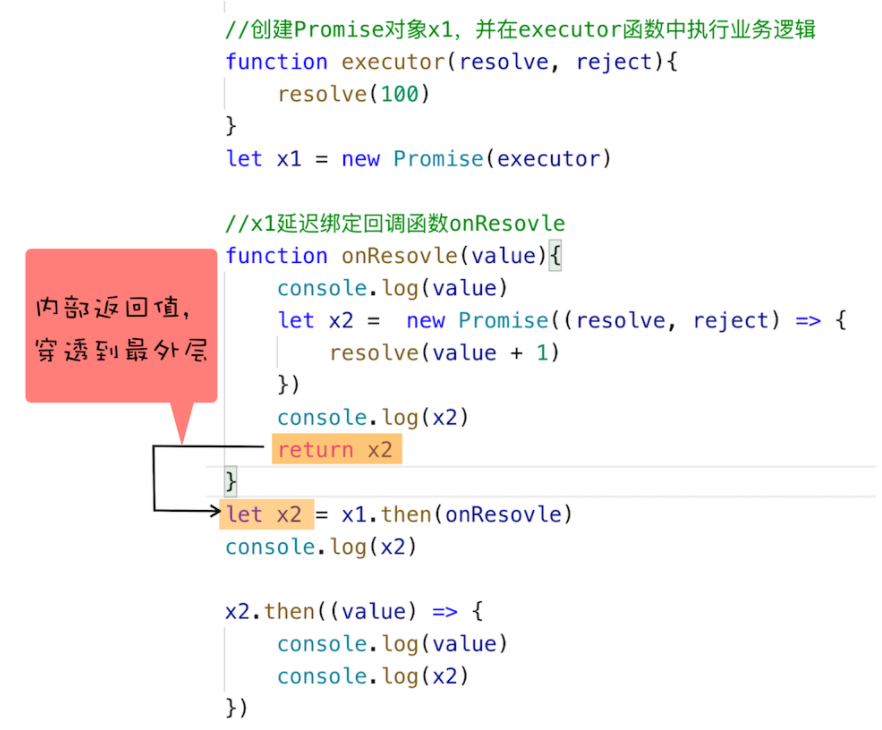 //创建Promise对象x1，并在executor函数中执行业务逻辑
function executor(resolve, reject){
    resolve(100)
}
let x1 = new Promise(executor)
//x1延迟绑定回调函数onResovle
function onResovle(value){
    console.log(value)
    let x2 =  new Promise((resolve, reject) => {
        resolve(value + 1)
    })
    console.log(x2)
    return x2
}
内部返回值，
穿透到最外层
let x2 = x1.then(onResovle)
console.log(x2)
x2.then((value) => {
    console.log(value)
    console.log(x2)
})